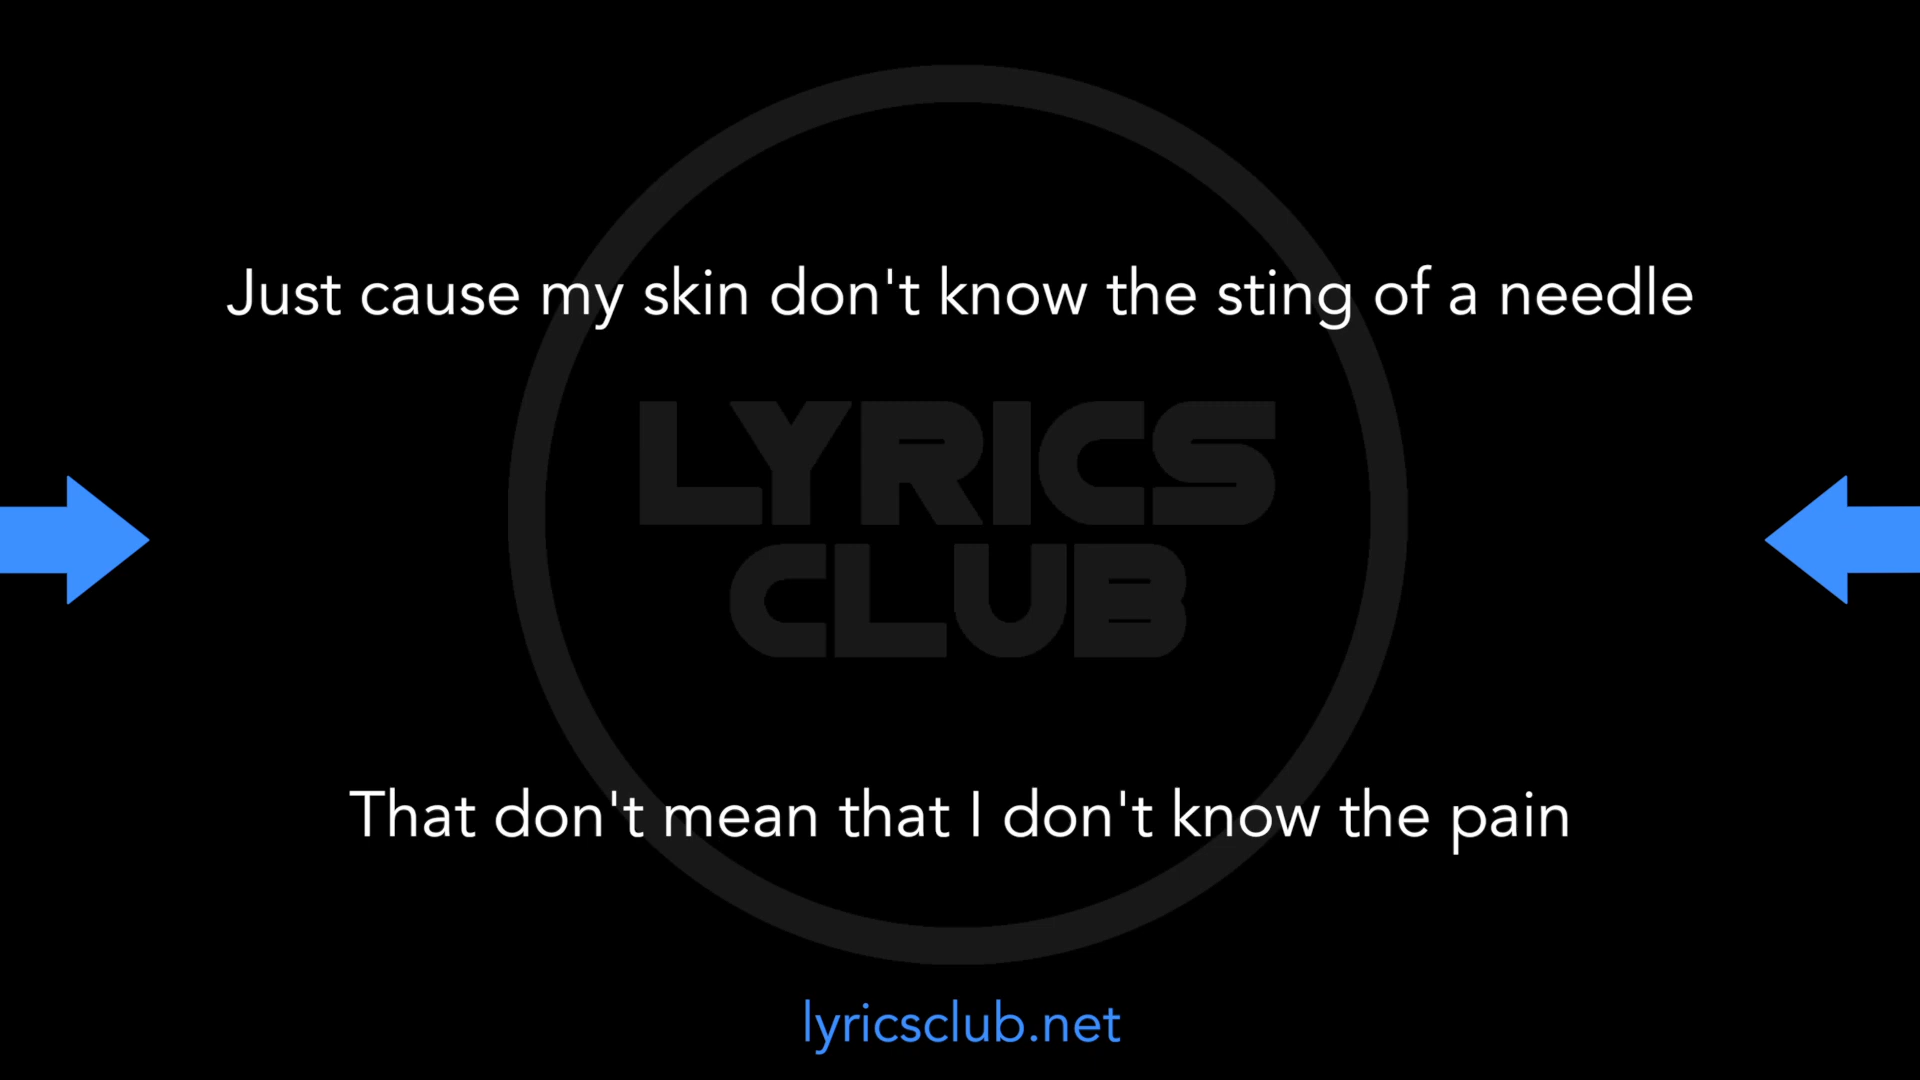 Just cause my skin don't know the sting of a needle
LYRICS
CLUB
That don't mean that I don't know the pain
lyricsclub.net